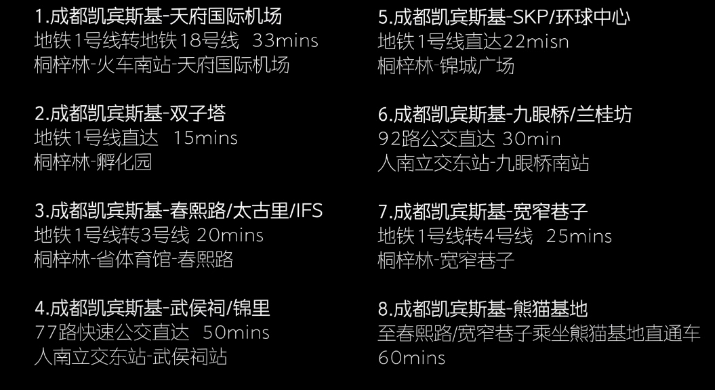 1.成都凯宾斯基-天府国际机场
地铁1号线转地铁18号线 33mins
桐梓林-火车南站-天府国际机场
2.成都凯宾斯基-双子塔
地铁1号线直达 15mins
桐梓林-孵化园
3.成都凯宾斯基-春熙路/太古里/IFS
地铁1号线转3号线 20mins
桐梓林-省体育馆-春熙路
4.成都凯宾斯基-武侯祠/锦里
77路快速公交直达 50mins
人南立交东站-武侯祠站
5.成都凯宾斯基-SKP/环球中心
地铁1号线直达22misn
桐梓林-锦城广场
6.成都凯宾斯基-九眼桥/兰桂坊
92路公交直达 30min
人南立交东站-九眼桥南站
7.成都凯宾斯基-宽窄巷子
地铁1号线转4号线 25mins
桐梓林-宽窄巷子
8.成都凯宾斯基-熊猫基地
至春熙路/宽窄巷子乘坐熊猫基地直通车
60mins